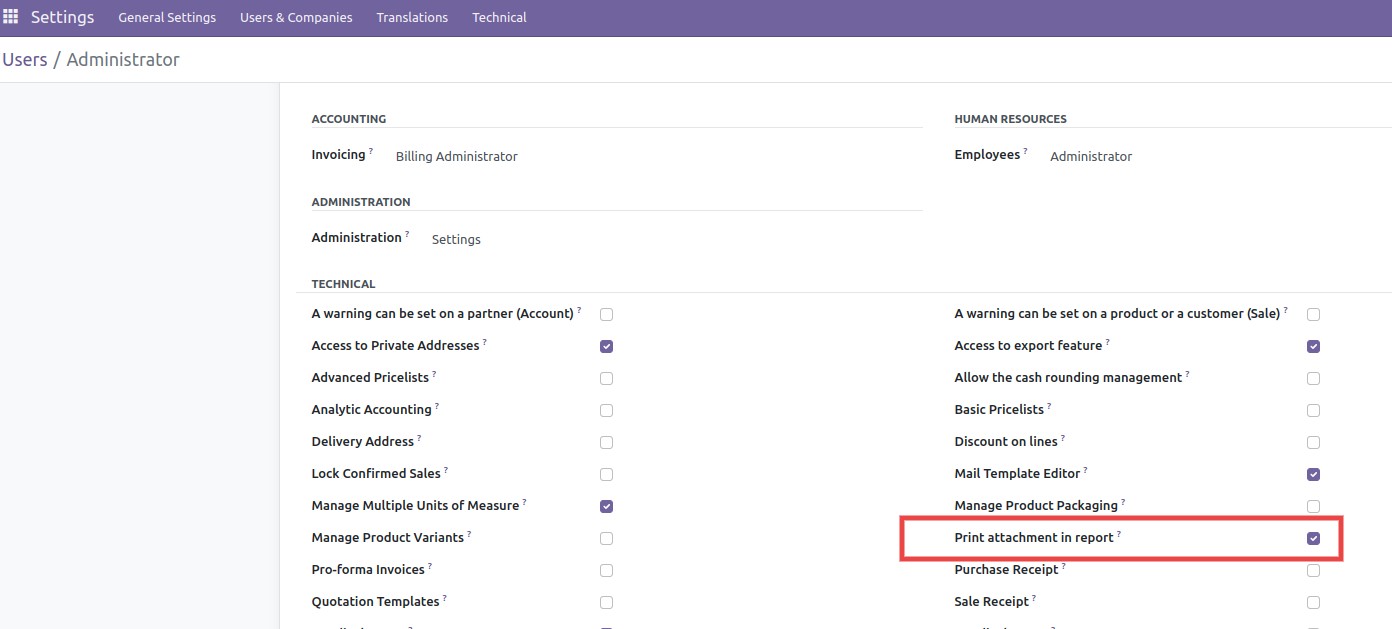 Settings General Settings Users & Companies Translations Technical
Users / Administrator
ACCOUNTING
Invoicing ? Billing Administrator
HUMAN RESOURCES
Employees ? Administrator
ADMINISTRATION
Administration ? Settings
TECHNICAL
A warning can be set on a partner (Account) ?
A warning can be set on a product or a customer (Sale) ?
Access to Private Addresses ?
Access to export feature ?
Advanced Pricelists ?
Allow the cash rounding management ?
Analytic Accounting ?
Basic Pricelists ?
Delivery Address ?
Discount on lines ?
Lock Confirmed Sales ?
Mail Template Editor ?
Manage Multiple Units of Measure ?
Manage Product Packaging ?
Manage Product Variants ?
Print attachment in report ?
Pro-forma Invoices ?
Purchase Receipt ?
Quotation Templates ?
Sale Receipt ?